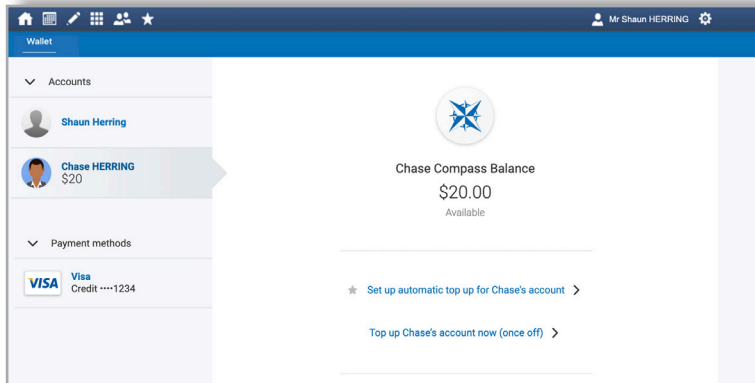 Mr Shaun HERRING
Wallet
Accounts
Shaun Herring
Chase HERRING
$20
Payment methods
VISA
Visa
Credit ····1234
Chase Compass Balance
$20.00
Available
Set up automatic top up for Chase's account
Top up Chase's account now (once off)